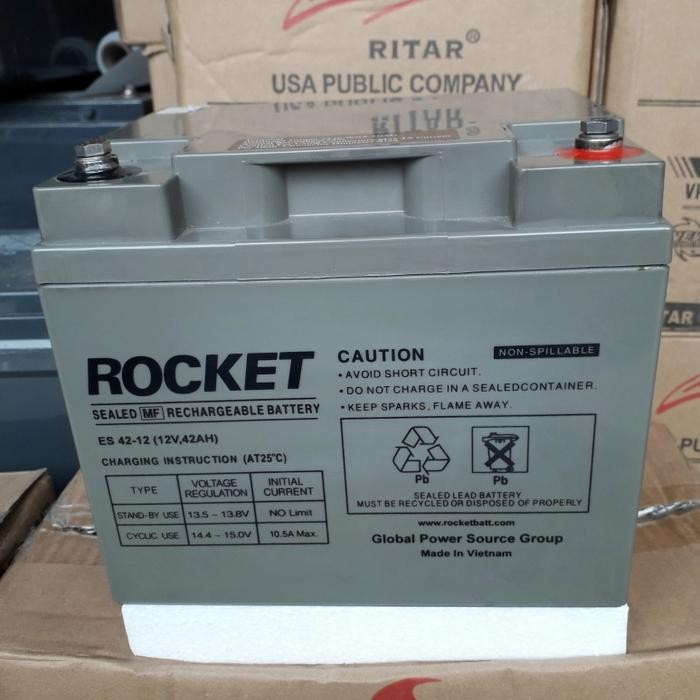 RITAR®
USA PUBLIC COMPANY
ROCKET
SEALED MF RECHARGEABLE BATTERY
ES 42-12 (12V,42AH)
CHARGING INSTRUCTION (AT25°C)
TYPE VOLTAGE REGULATION INITIAL CURRENT
STAND-BY USE 13.5 ~ 13.8V NO Limit
CYCLIC USE 14.4 ~ 15.0V 10.5A Max.
CAUTION NON-SPILLABLE
• AVOID SHORT CIRCUIT.
• DO NOT CHARGE IN A SEALEDCONTAINER.
• KEEP SPARKS, FLAME AWAY.
Pb Pb
SEALED LEAD BATTERY
MUST BE RECYCLED OR DISPOSED OF PROPERLY
www.rocketbatt.com
Global Power Source Group
Made In Vietnam